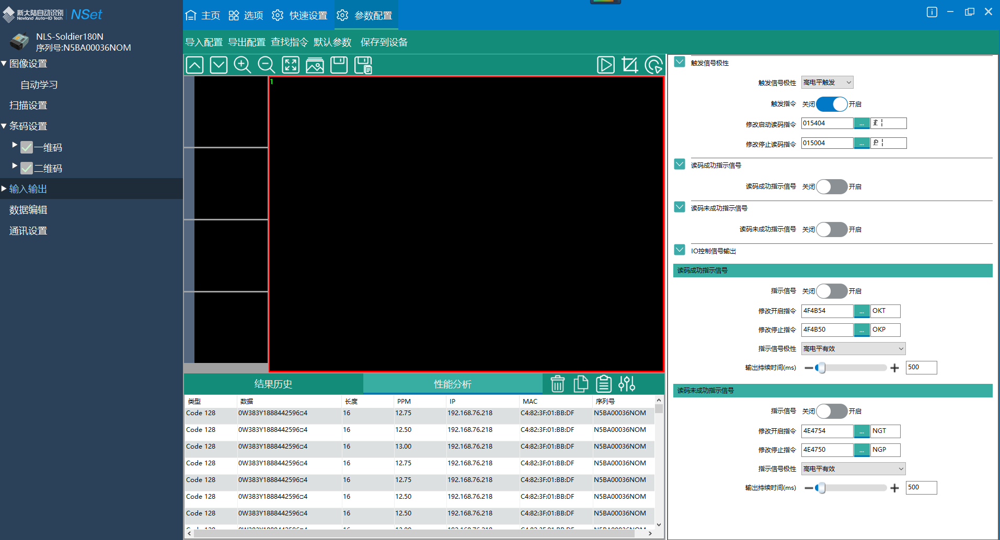 新大陆自动识别
Newland Auto-ID Tech.
NSet
主页
选项
快速设置
参数配置
NLS-Soldier180N
序列号:N5BA00036NOM
导入配置
导出配置
查找指令
默认参数
保存到设备
图像设置
自动学习
扫描设置
条码设置
一维码
二维码
输入输出
数据编辑
通讯设置
1
结果历史
性能分析
类型 数据 长度 PPM IP MAC 序列号
Code 128 0W383Y1888442596□4 16 12.75 192.168.76.218 C4:82:3F:01:BB:DF N5BA00036NOM
Code 128 0W383Y1888442596□4 16 12.50 192.168.76.218 C4:82:3F:01:BB:DF N5BA00036NOM
Code 128 0W383Y1888442596□4 16 13.00 192.168.76.218 C4:82:3F:01:BB:DF N5BA00036NOM
Code 128 0W383Y1888442596□4 16 12.75 192.168.76.218 C4:82:3F:01:BB:DF N5BA00036NOM
Code 128 0W383Y1888442596□4 16 12.75 192.168.76.218 C4:82:3F:01:BB:DF N5BA00036NOM
Code 128 0W383Y1888442596□4 16 12.50 192.168.76.218 C4:82:3F:01:BB:DF N5BA00036NOM
Code 128 0W383Y1888442596□4 16 12.50 192.168.76.218 C4:82:3F:01:BB:DF N5BA00036NOM
触发信号极性
触发信号极性 高电平触发
触发指令 关闭 开启
修改启动读码指令 015404 ...
修改停止读码指令 015004 ...
读码成功指示信号
读码成功指示信号 关闭 开启
读码未成功指示信号
读码未成功指示信号 关闭 开启
IO控制信号输出
读码成功指示信号
指示信号 关闭 开启
修改开启指令 4F4B54 ... OKT
修改停止指令 4F4B50 ... OKP
指示信号极性 高电平有效
输出持续时间(ms) 500
读码未成功指示信号
指示信号 关闭 开启
修改开启指令 4E4754 ... NGT
修改停止指令 4E4750 ... NGP
指示信号极性 高电平有效
输出持续时间(ms) 500